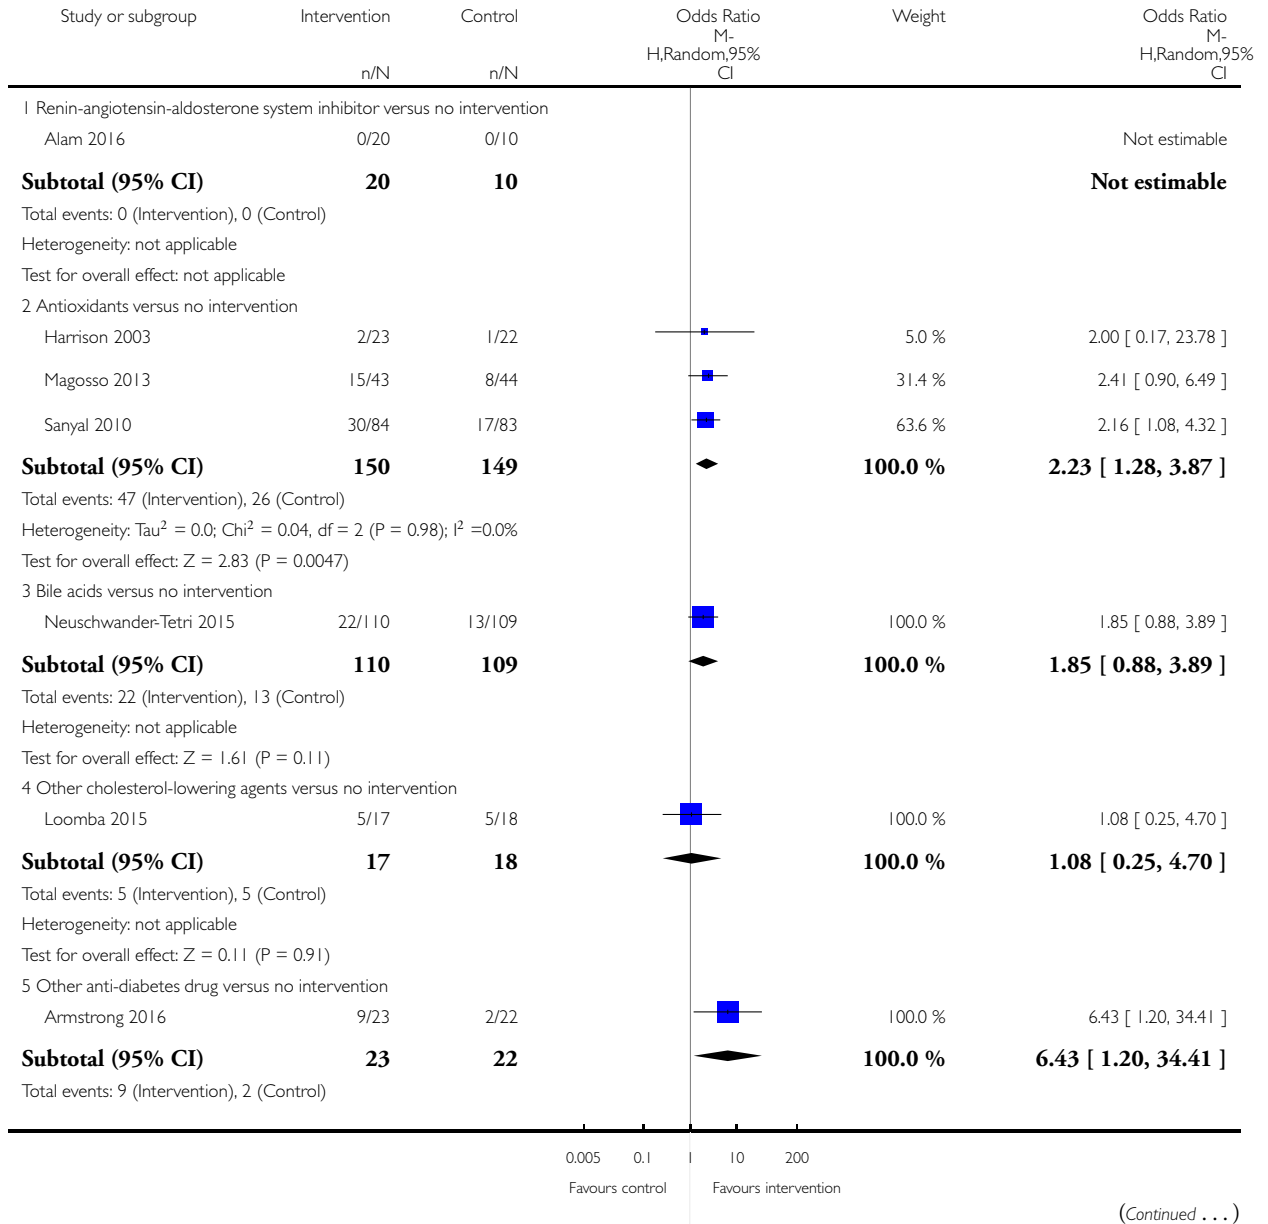 Study or subgroup Intervention Control Odds Ratio Weight Odds Ratio
M- M-
H,Random,95% H,Random,95%
n/N n/N CI CI
1 Renin-angiotensin-aldosterone system inhibitor versus no intervention
Alam 2016 0/20 0/10 Not estimable
Subtotal (95% CI) 20 10 Not estimable
Total events: 0 (Intervention), 0 (Control)
Heterogeneity: not applicable
Test for overall effect: not applicable
2 Antioxidants versus no intervention
Harrison 2003 2/23 1/22 5.0 % 2.00 [ 0.17, 23.78 ]
Magosso 2013 15/43 8/44 31.4 % 2.41 [ 0.90, 6.49 ]
Sanyal 2010 30/84 17/83 63.6 % 2.16 [ 1.08, 4.32 ]
Subtotal (95% CI) 150 149 100.0 % 2.23 [ 1.28, 3.87 ]
Total events: 47 (Intervention), 26 (Control)
Heterogeneity: Tau² = 0.0; Chi² = 0.04, df = 2 (P = 0.98); I² =0.0%
Test for overall effect: Z = 2.83 (P = 0.0047)
3 Bile acids versus no intervention
Neuschwander-Tetri 2015 22/110 13/109 100.0 % 1.85 [ 0.88, 3.89 ]
Subtotal (95% CI) 110 109 100.0 % 1.85 [ 0.88, 3.89 ]
Total events: 22 (Intervention), 13 (Control)
Heterogeneity: not applicable
Test for overall effect: Z = 1.61 (P = 0.11)
4 Other cholesterol-lowering agents versus no intervention
Loomba 2015 5/17 5/18 100.0 % 1.08 [ 0.25, 4.70 ]
Subtotal (95% CI) 17 18 100.0 % 1.08 [ 0.25, 4.70 ]
Total events: 5 (Intervention), 5 (Control)
Heterogeneity: not applicable
Test for overall effect: Z = 0.11 (P = 0.91)
5 Other anti-diabetes drug versus no intervention
Armstrong 2016 9/23 2/22 100.0 % 6.43 [ 1.20, 34.41 ]
Subtotal (95% CI) 23 22 100.0 % 6.43 [ 1.20, 34.41 ]
Total events: 9 (Intervention), 2 (Control)
0.005 0.1 1 10 200
Favours control Favours intervention
(Continued . . . )